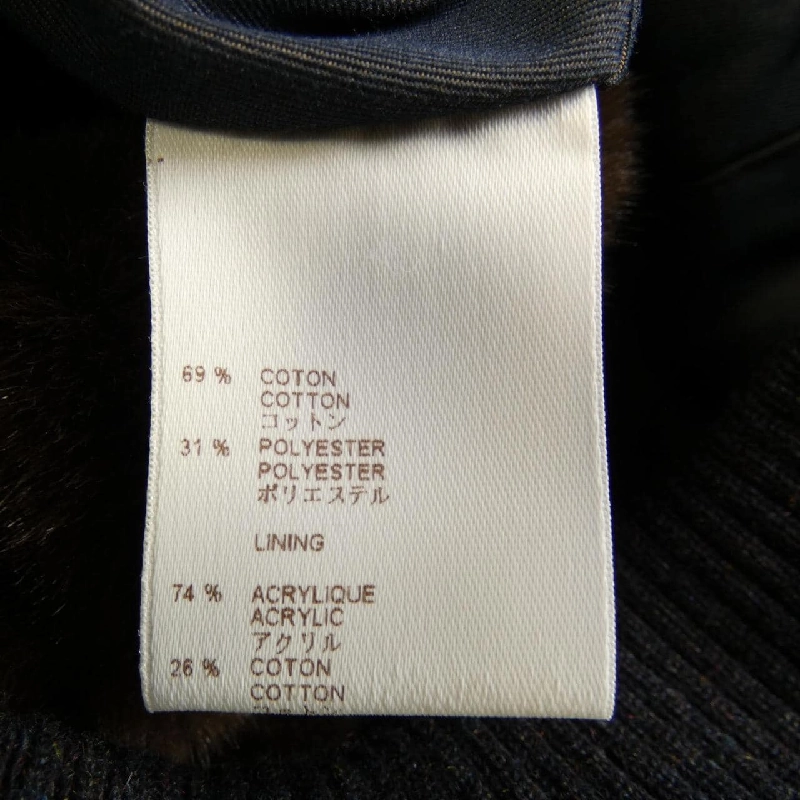 69 % COTON
COTTON
コットン
31 % POLYESTER
POLYESTER
ポリエステル
LINING
74 % ACRYLIQUE
ACRYLIC
アクリル
26 % COTON
COTTON